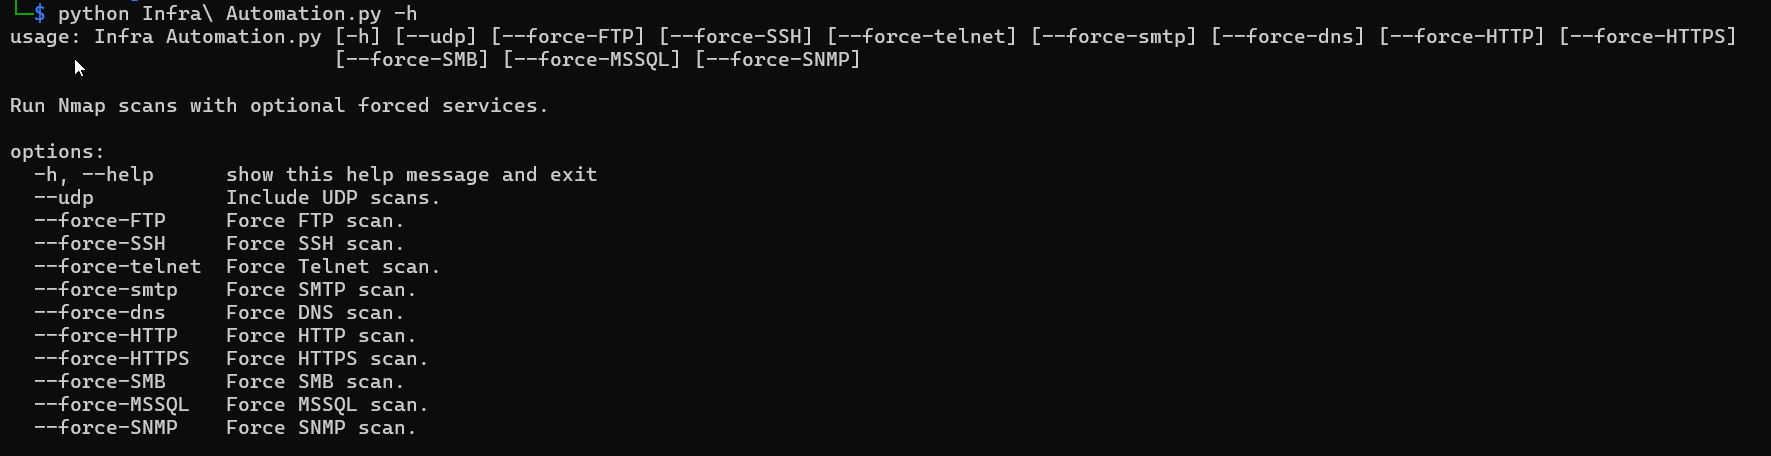 └─$ python Infra\ Automation.py -h
usage: Infra Automation.py [-h] [--udp] [--force-FTP] [--force-SSH] [--force-telnet] [--force-smtp] [--force-dns] [--force-HTTP] [--force-HTTPS]
                           [--force-SMB] [--force-MSSQL] [--force-SNMP]

Run Nmap scans with optional forced services.

options:
  -h, --help      show this help message and exit
  --udp           Include UDP scans.
  --force-FTP     Force FTP scan.
  --force-SSH     Force SSH scan.
  --force-telnet  Force Telnet scan.
  --force-smtp    Force SMTP scan.
  --force-dns     Force DNS scan.
  --force-HTTP    Force HTTP scan.
  --force-HTTPS   Force HTTPS scan.
  --force-SMB     Force SMB scan.
  --force-MSSQL   Force MSSQL scan.
  --force-SNMP    Force SNMP scan.